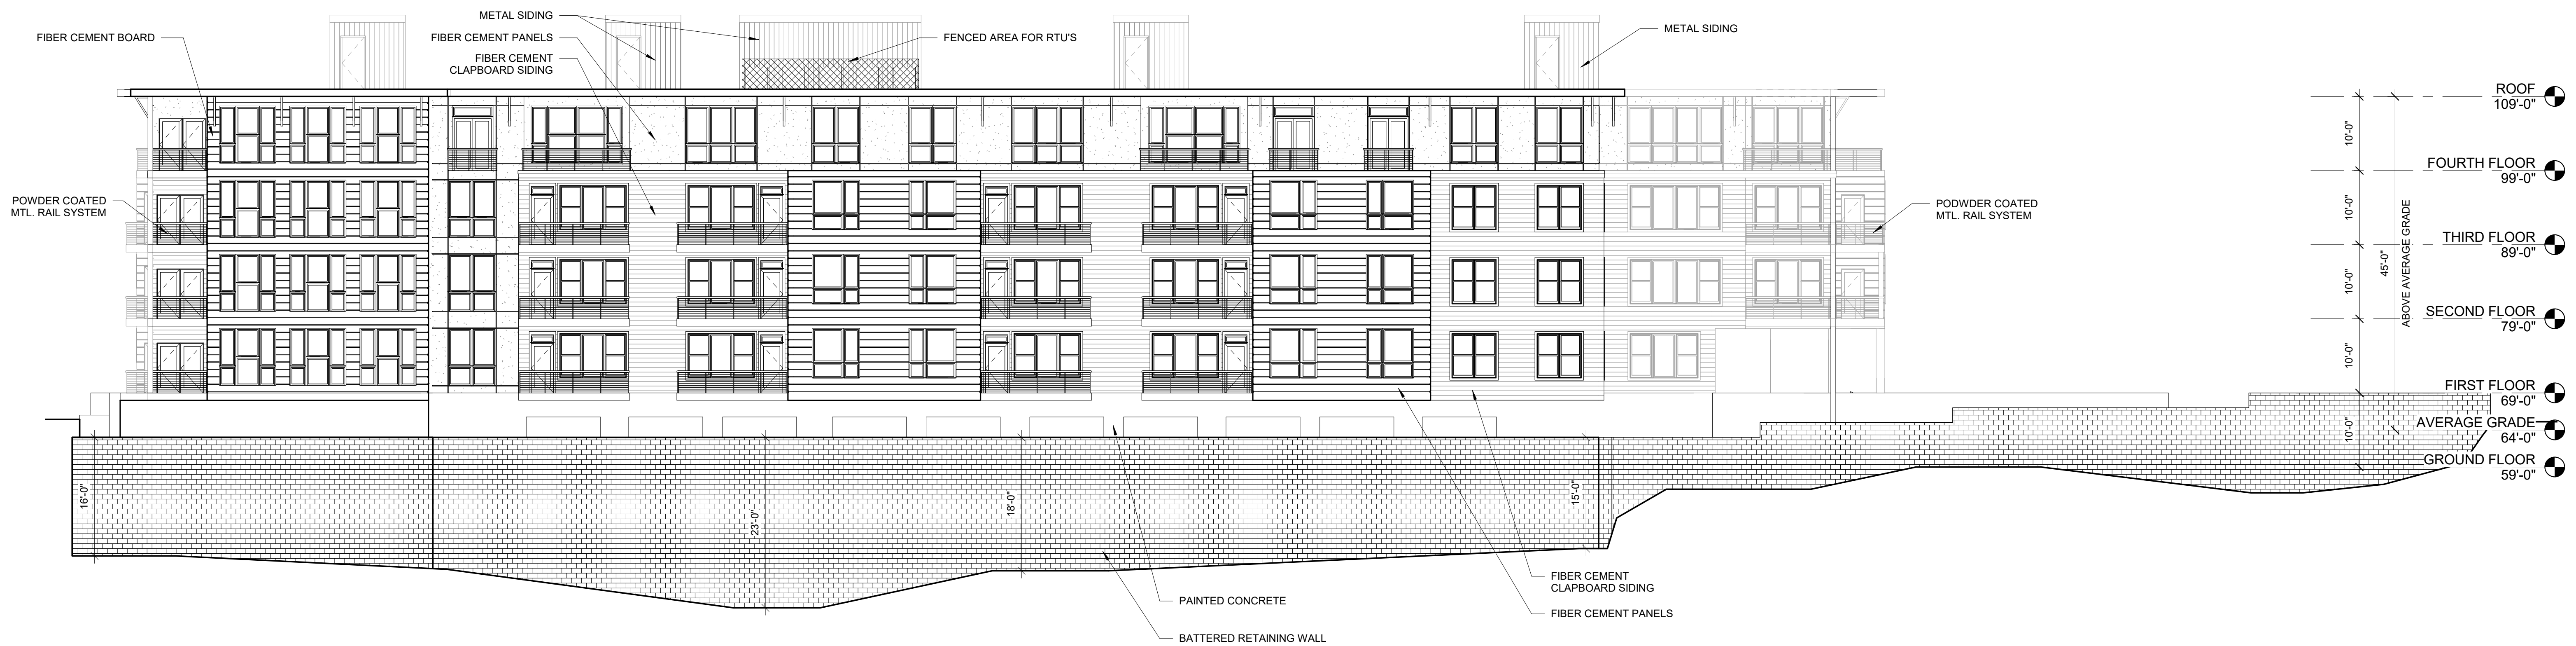 METAL SIDING
FIBER CEMENT BOARD
FIBER CEMENT PANELS
FIBER CEMENT
CLAPBOARD SIDING
FENCED AREA FOR RTU'S
METAL SIDING
POWDER COATED
MTL. RAIL SYSTEM
PODWDER COATED
MTL. RAIL SYSTEM
ROOF
109'-0"
10'-0"
FOURTH FLOOR
99'-0"
10'-0"
THIRD FLOOR
89'-0"
10'-0"
SECOND FLOOR
79'-0"
10'-0"
FIRST FLOOR
69'-0"
10'-0"
AVERAGE GRADE
64'-0"
GROUND FLOOR
59'-0"
45'-0"
ABOVE AVERAGE GRADE
16'-0"
23'-0"
18'-0"
15'-0"
FIBER CEMENT
CLAPBOARD SIDING
PAINTED CONCRETE
FIBER CEMENT PANELS
BATTERED RETAINING WALL